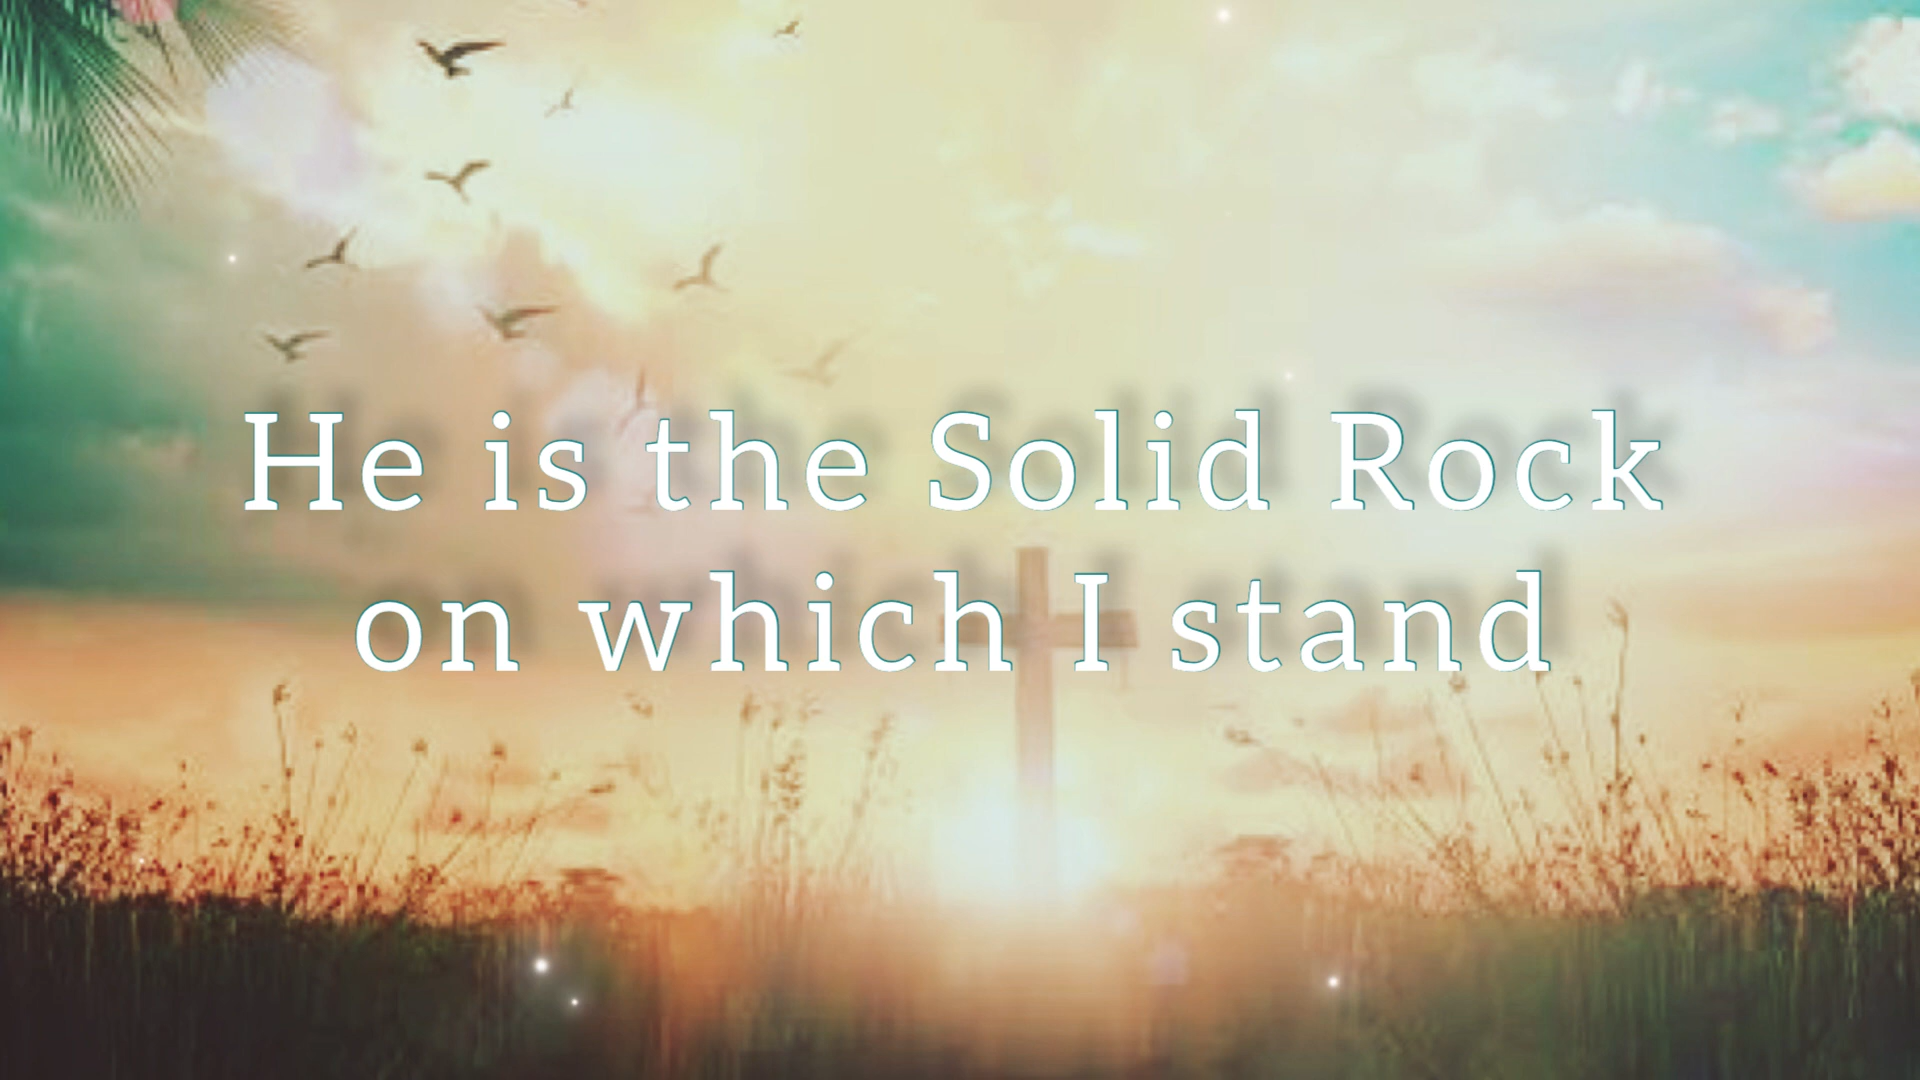 He is the Solid Rock
on which I stand